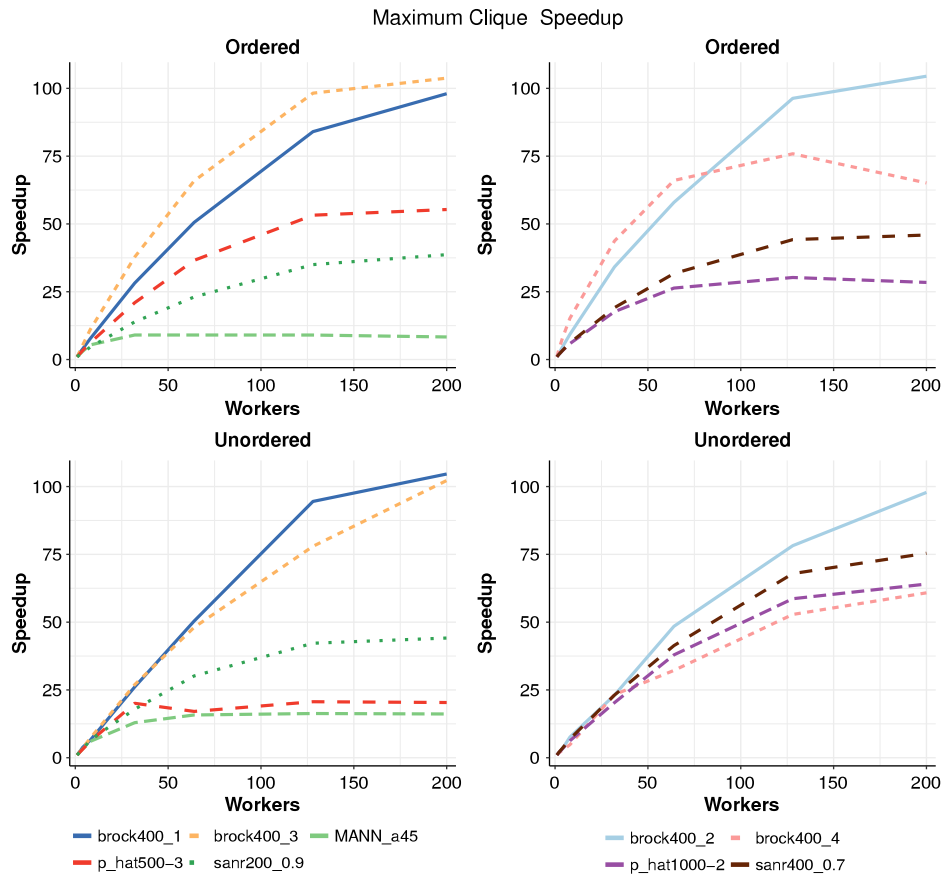 Maximum Clique Speedup
Ordered
Speedup
100
75
50
25
0
0 50 100 150 200
Workers
Ordered
Speedup
100
75
50
25
0
0 50 100 150 200
Workers
Unordered
Speedup
100
75
50
25
0
0 50 100 150 200
Workers
Unordered
Speedup
100
75
50
25
0
0 50 100 150 200
Workers
brock400_1 brock400_3 MANN_a45
p_hat500-3 sanr200_0.9
brock400_2 brock400_4
p_hat1000-2 sanr400_0.7